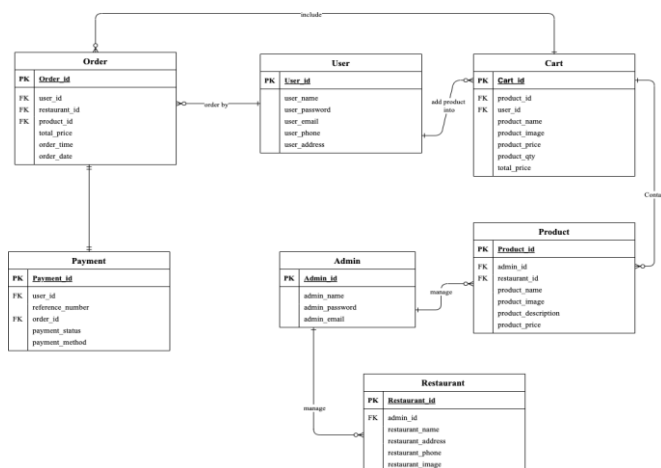 include
Order
PK Order_id
FK user_id
FK restaurant_id
FK product_id
total_price
order_time
order_date
order by
User
PK User_id
user_name
user_password
user_email
user_phone
user_address
add product
into
Cart
PK Cart_id
FK product_id
FK user_id
product_name
product_image
product_price
product_qty
total_price
Conta
Payment
PK Payment_id
FK user_id
reference_number
FK order_id
payment_status
payment_method
Admin
PK Admin_id
admin_name
admin_password
admin_email
manage
Product
PK Product_id
FK admin_id
FK restaurant_id
product_name
product_image
product_description
product_price
manage
Restaurant
PK Restaurant_id
FK admin_id
restaurant_name
restaurant_address
restaurant_phone
restaurant_image